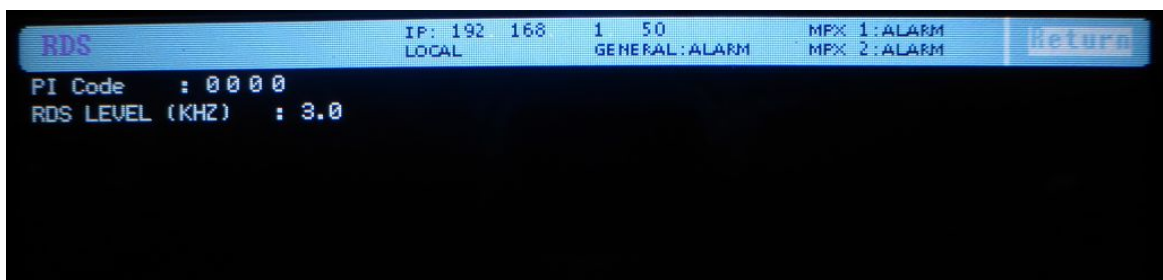 RDS
IP: 192 168 1 50
MPX 1:ALARM
LOCAL
GENERAL:ALARM
MPX 2:ALARM
Return
PI Code : 0000
RDS LEVEL (KHZ) : 3.0